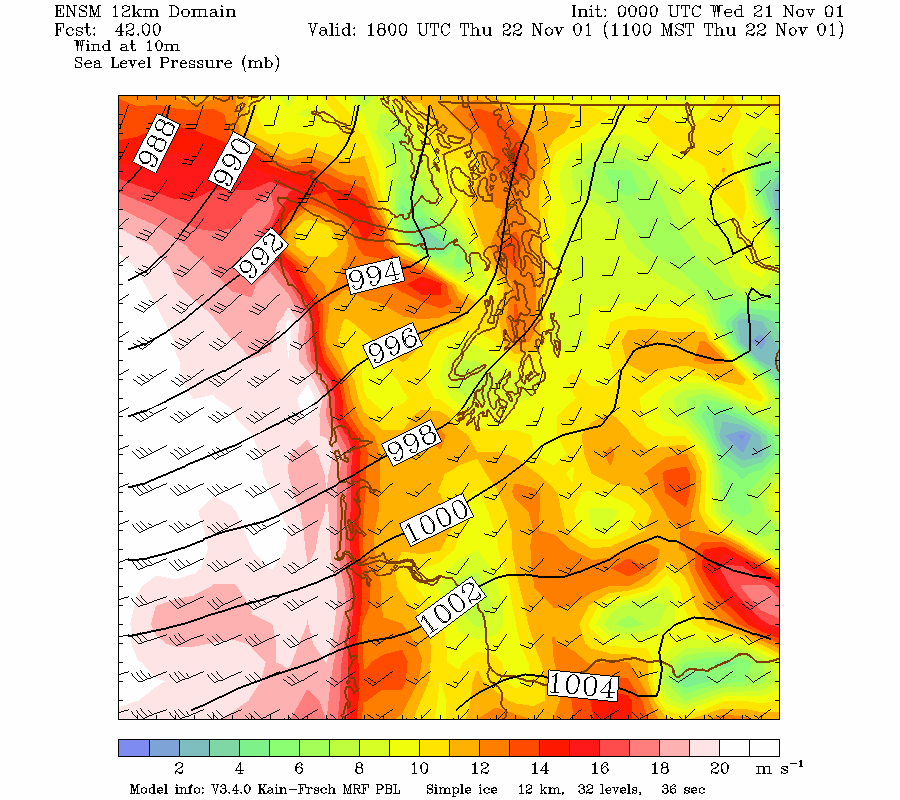 ENSM 12km Domain Init: 0000 UTC Wed 21 Nov 01
Fcst: 42.00 Valid: 1800 UTC Thu 22 Nov 01 (1100 MST Thu 22 Nov 01)
Wind at 10m
Sea Level Pressure (mb)
988
990
992
994
996
998
1000
1002
1004
2 4 6 8 10 12 14 16 18 20 m s⁻¹
Model info: V3.4.0 Kain-Frsch MRF PBL Simple ice 12 km, 32 levels, 36 sec